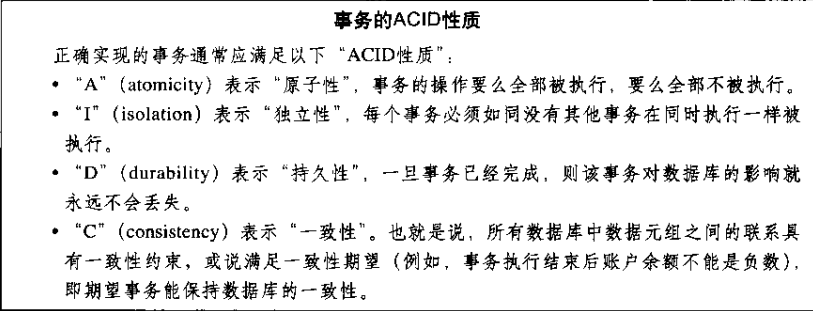 事务的ACID性质
正确实现的事务通常应满足以下“ACID性质”:
• “A”(atomicity)表示“原子性”,事务的操作要么全部被执行,要么全部不被执行。
• “I”(isolation)表示“独立性”,每个事务必须如同没有其他事务在同时执行一样被
执行。
• “D”(durability)表示“持久性”,一旦事务已经完成,则该事务对数据库的影响就
永远不会丢失。
• “C”(consistency)表示“一致性”。也就是说,所有数据库中数据元组之间的联系具
有一致性约束,或说满足一致性期望(例如,事务执行结束后账户余额不能是负数),
即期望事务能保持数据库的一致性。